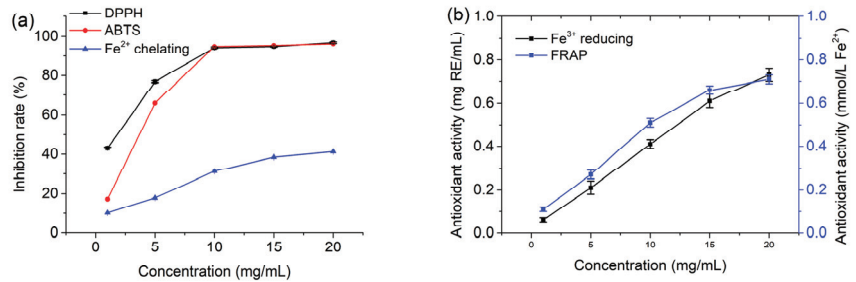 (a)
DPPH
ABTS
Fe²⁺ chelating
100
80
60
40
20
0
Inhibition rate (%)
0 5 10 15 20
Concentration (mg/mL)
(b)
Fe³⁺ reducing
FRAP
1.0
0.8
0.6
0.4
0.2
0.0
Antioxidant activity (mg RE/mL)
1.0
0.8
0.6
0.4
0.2
0.0
Antioxidant activity (mmol/L Fe²⁺)
0 5 10 15 20
Concentration (mg/mL)